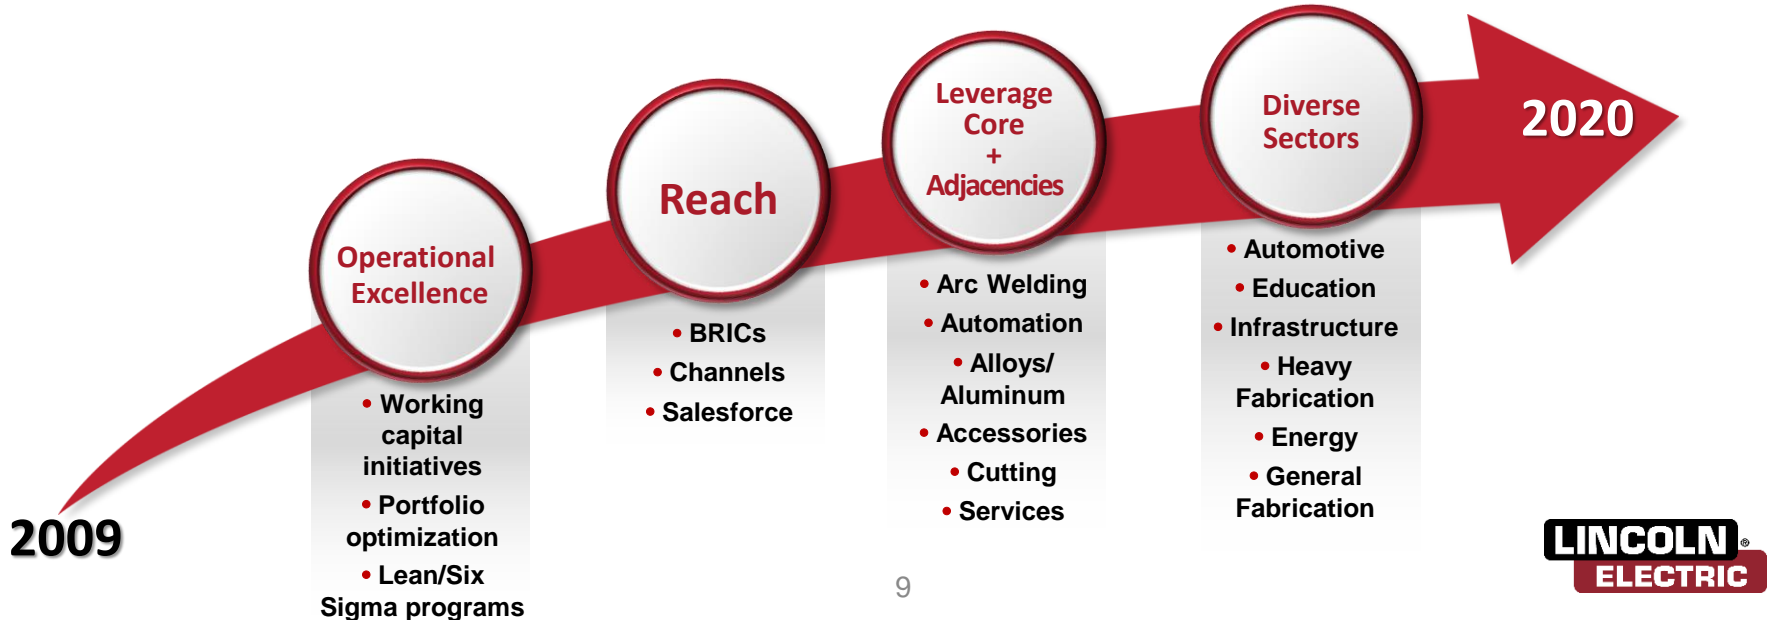 Operational
Excellence
• Working
capital
initiatives
• Portfolio
optimization
• Lean/Six
Sigma programs
Reach
• BRICs
• Channels
• Salesforce
Leverage
Core
+
Adjacencies
• Arc Welding
• Automation
• Alloys/
Aluminum
• Accessories
• Cutting
• Services
Diverse
Sectors
• Automotive
• Education
• Infrastructure
• Heavy
Fabrication
• Energy
• General
Fabrication
2020
2009
9
LINCOLN ®
ELECTRIC